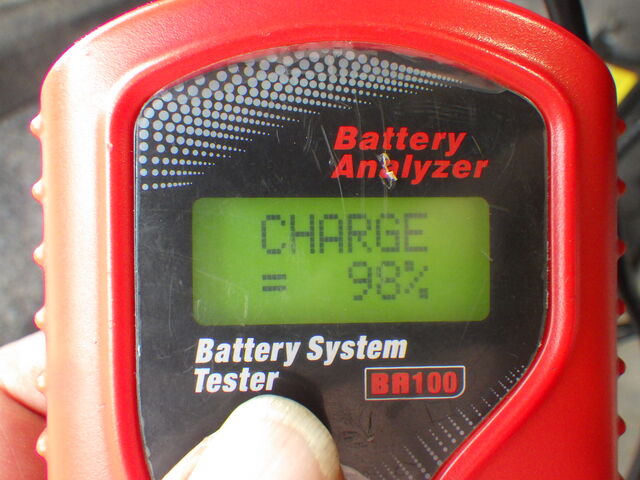 Battery
Analyzer
CHARGE
= 98%
Battery System
Tester
BA100